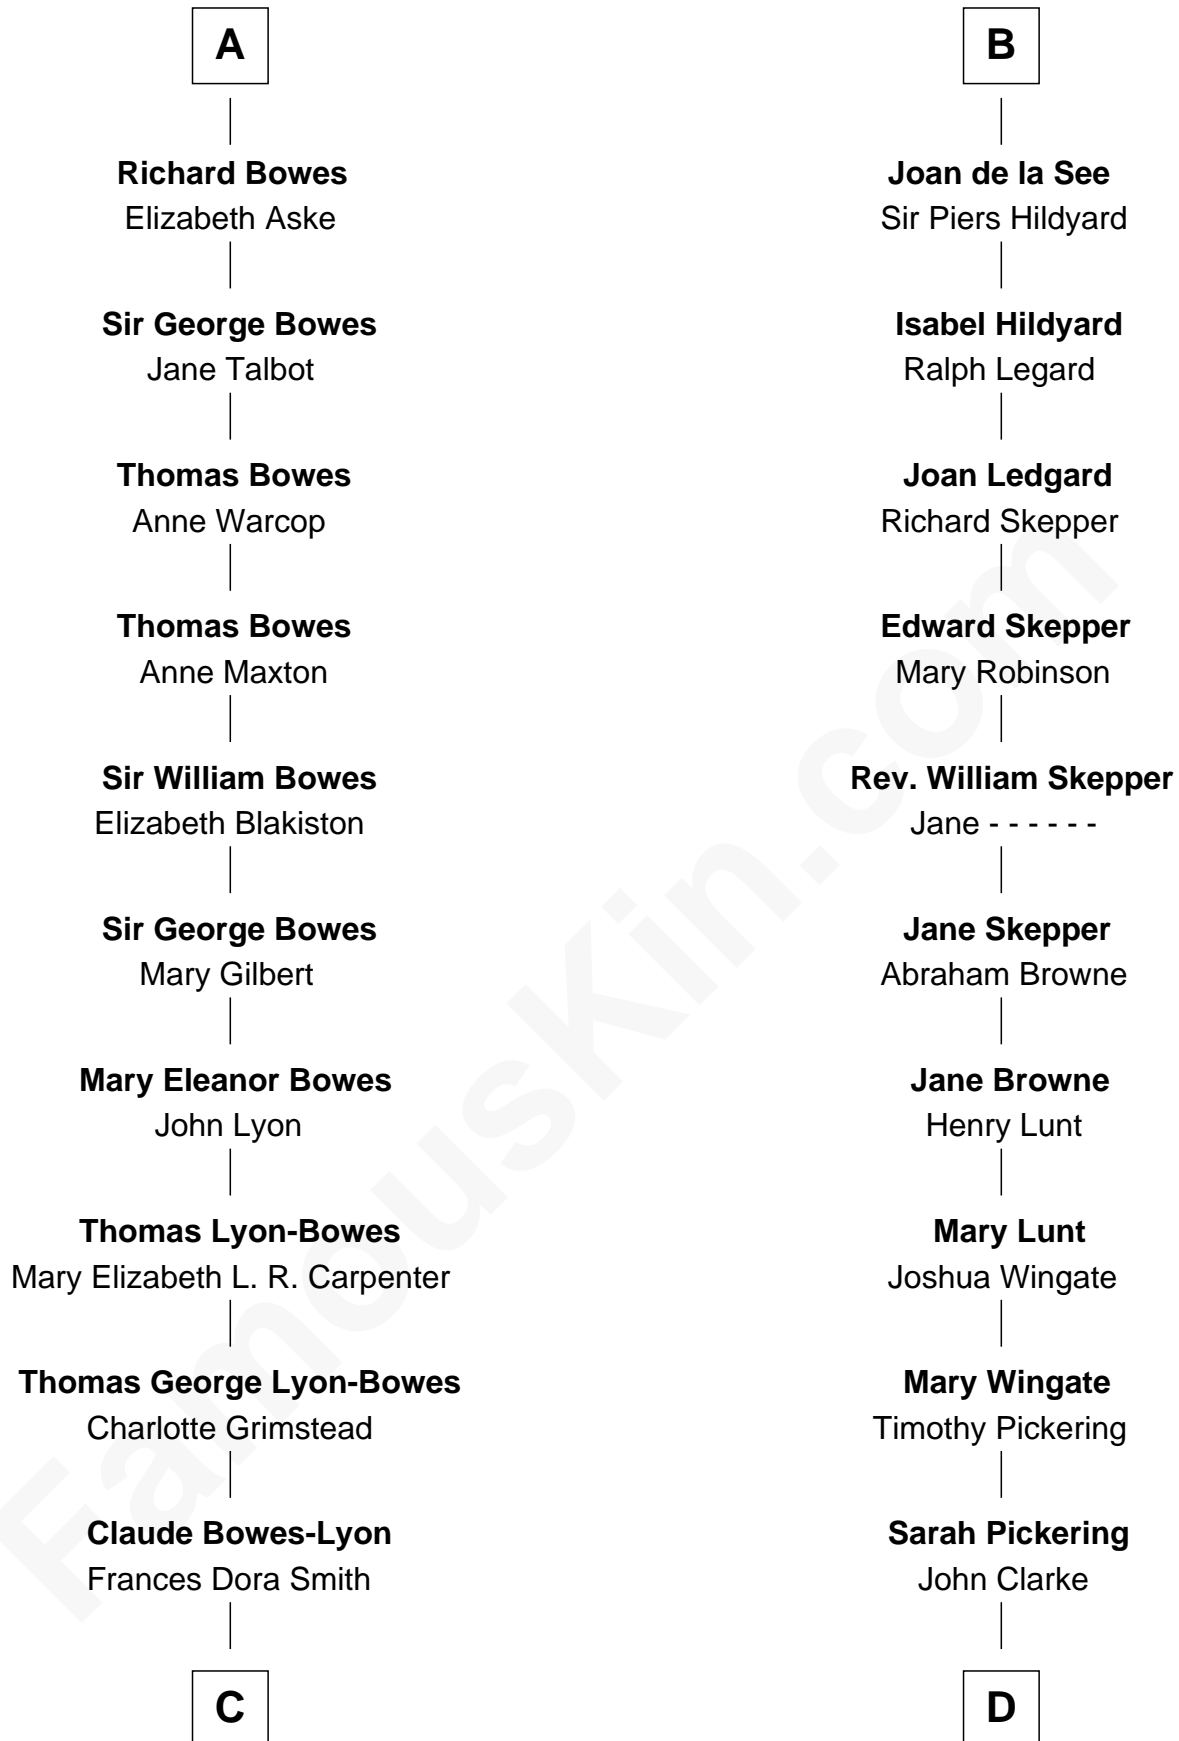 A
Richard Bowes
Elizabeth Aske
Sir George Bowes
Jane Talbot
Thomas Bowes
Anne Warcop
Thomas Bowes
Anne Maxton
Sir William Bowes
Elizabeth Blakiston
Sir George Bowes
Mary Gilbert
Mary Eleanor Bowes
John Lyon
Thomas Lyon-Bowes
Mary Elizabeth L. R. Carpenter
Thomas George Lyon-Bowes
Charlotte Grimstead
Claude Bowes-Lyon
Frances Dora Smith
C
B
Joan de la See
Sir Piers Hildyard
Isabel Hildyard
Ralph Legard
Joan Ledgard
Richard Skepper
Edward Skepper
Mary Robinson
Rev. William Skepper
Jane - - - - - -
Jane Skepper
Abraham Browne
Jane Browne
Henry Lunt
Mary Lunt
Joshua Wingate
Mary Wingate
Timothy Pickering
Sarah Pickering
John Clarke
D
FamousKin.com